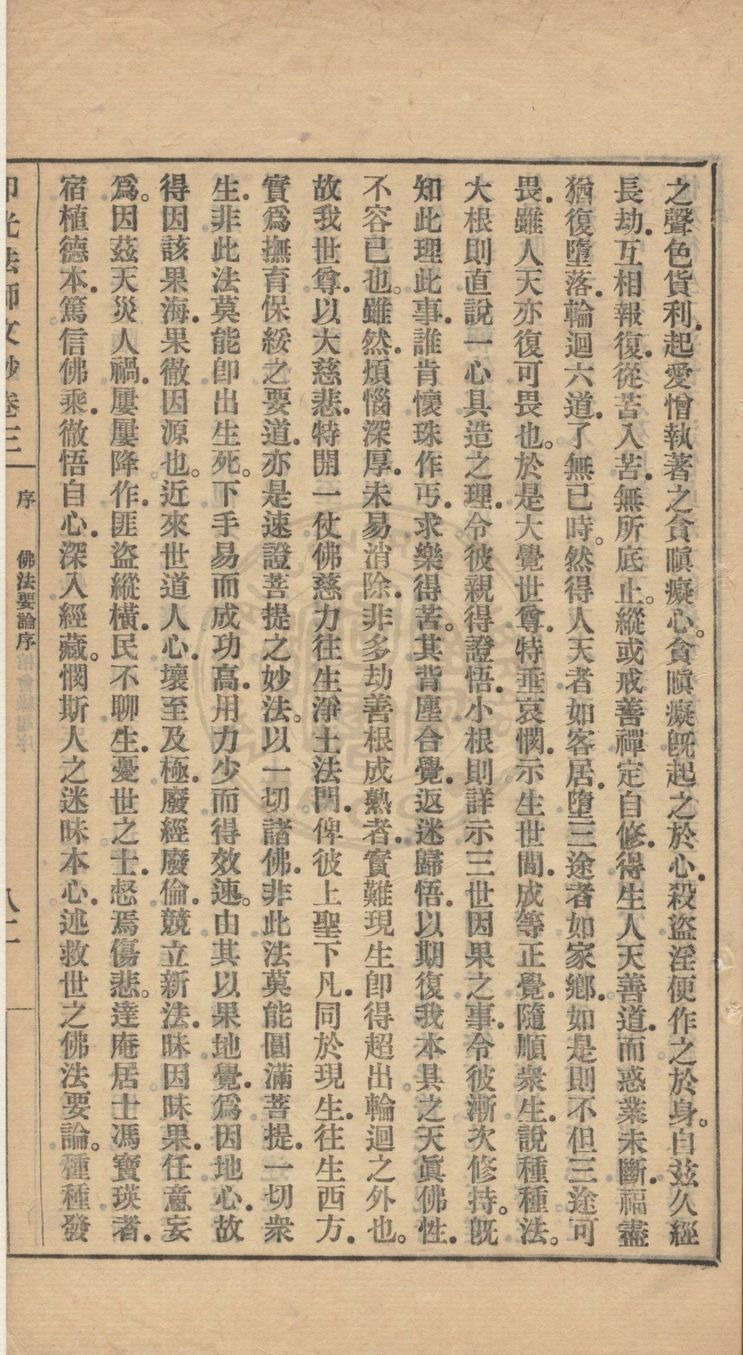 之聲色貨利．起愛憎執著之貪瞋癡心。貪瞋癡旣起之於心．殺盜淫便作之於身。自茲久經
長劫．互相報復．從苦入苦．無所底止。縱或戒善禪定自修．得生人天善道．而惑業未斷．福盡
猶復墮落．輪迴六道．了無已時。然得人天者如客居．墮三途者如家鄉。如是則不但三途可
畏．雖人天亦復可畏也。於是大覺世尊．特垂哀憫．示生世間．成等正覺．隨順衆生．說種種法。
大根則直說一心具造之理．令彼親得證悟．小根則詳示三世因果之事．令彼漸次修持。旣
知此理此事．誰肯懷珠作丐．求樂得苦。其背塵合覺．返迷歸悟．以期復我本具之天眞佛性．
不容已也。雖然．煩惱深厚．未易消除．非多劫善根成熟者．實難現生卽得超出輪迴之外也。
故我世尊．以大慈悲．特開一仗佛慈力往生淨土法門．俾彼上聖下凡．同於現生．往生西方．
實爲撫育保綏之要道．亦是速證菩提之妙法。以一切諸佛．非此法莫能圓滿菩提．一切衆
生．非此法莫能卽出生死。下手易而成功高．用力少而得效速。由其以果地覺．爲因地心．故
得因該果海．果徹因源也。近來世道人心．壞至及極．廢經廢倫．競立新法．昧因昧果．任意妄
爲。因茲天災人禍．屢屢降作．匪盜縱橫．民不聊生．憂世之士．惄焉傷悲。達庵居士馮寶瑛者．
宿植德本．篤信佛乘．徹悟自心．深入經藏。憫斯人之迷昧本心．述救世之佛法要論。種種發
印光法師文鈔卷三 序 佛法要論序 八二